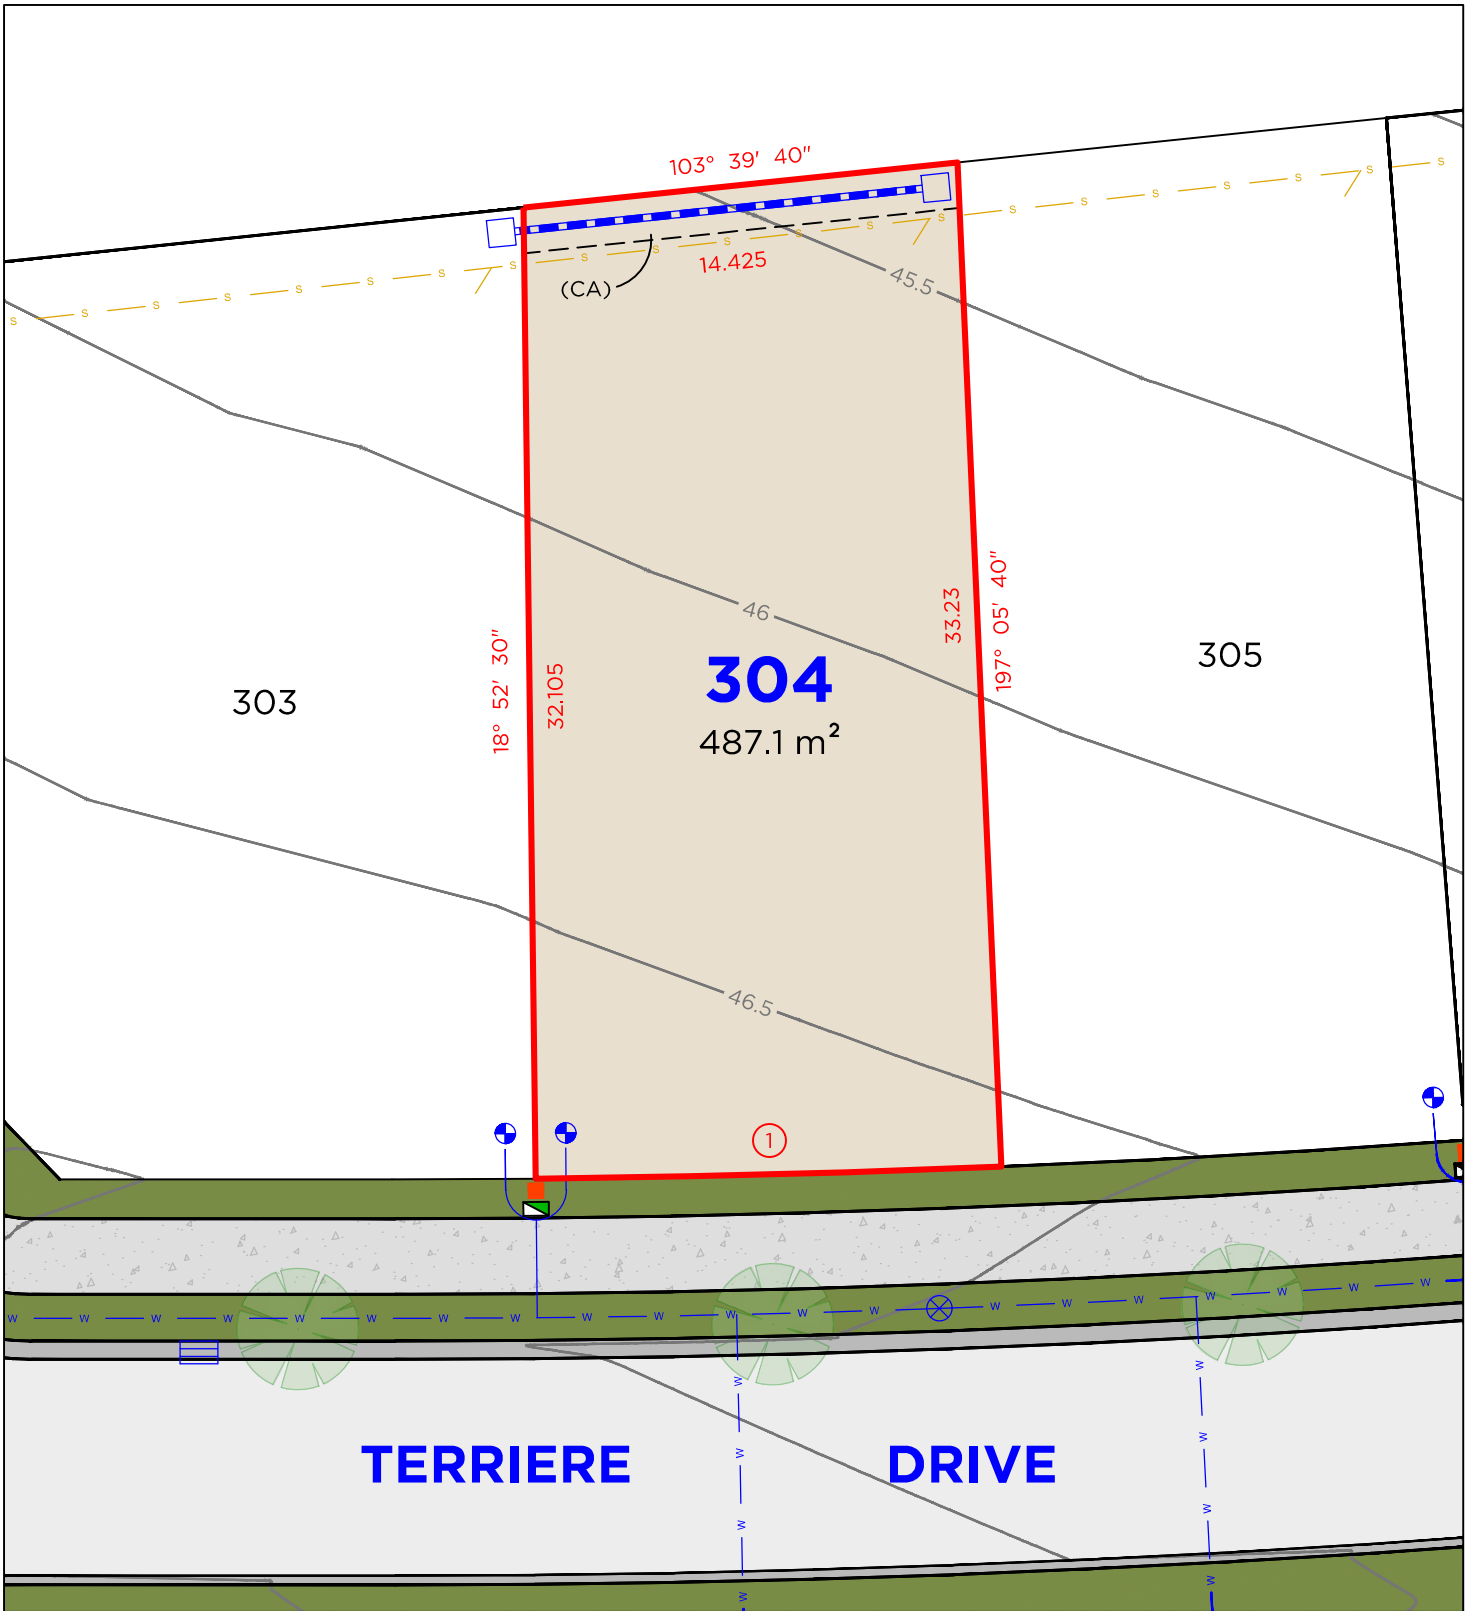 103° 39' 40"
14.425
(CA)
45.5
S S S S S S S S S S S S S S S S S S S S S
18° 52' 30"
32.105
46
33.23
197° 05' 40"
303
304
487.1 m²
305
46.5
1
W W W W W W W W W W W W W W W W W W W
W W
W W
TERRIERE DRIVE
W W
W W